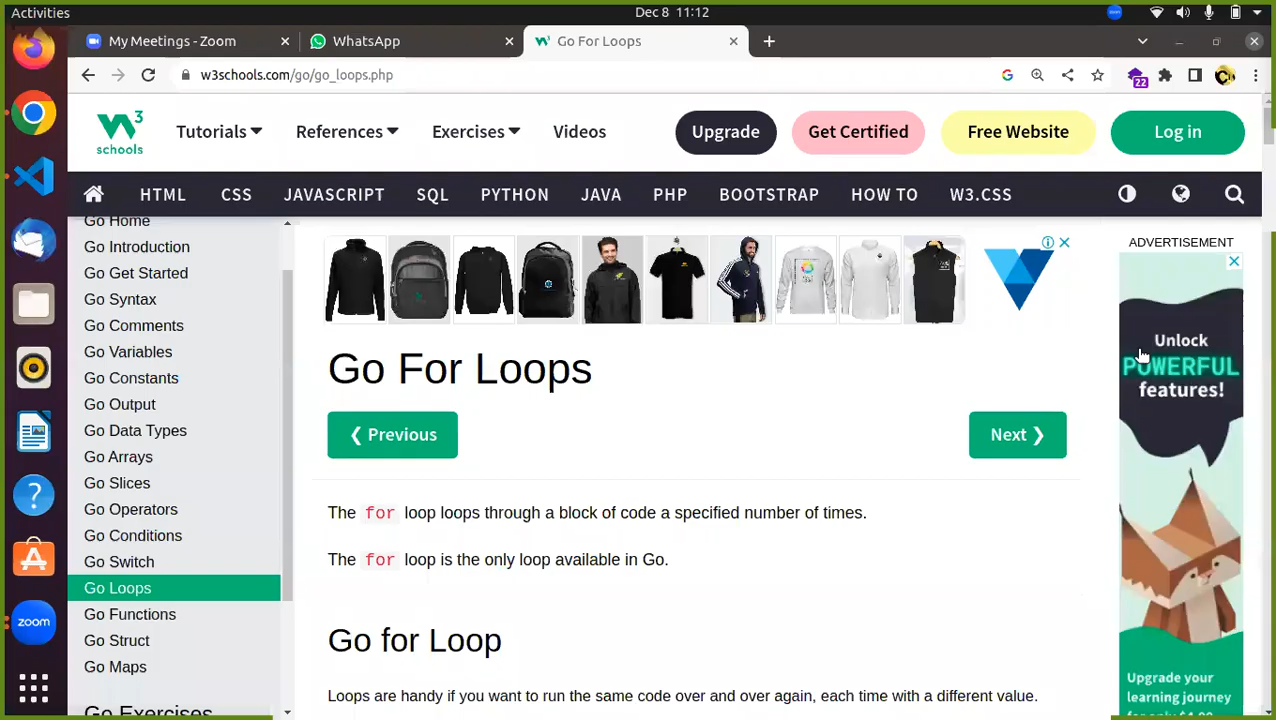 Activities
Dec 8 11:12
My Meetings - Zoom
WhatsApp
Go For Loops
w3schools.com/go/go_loops.php
22
w3
schools
Tutorials
References
Exercises
Videos
Upgrade
Get Certified
Free Website
Log in
HTML
CSS
JAVASCRIPT
SQL
PYTHON
JAVA
PHP
BOOTSTRAP
HOW TO
W3.CSS
Go Home
Go Introduction
Go Get Started
Go Syntax
Go Comments
Go Variables
Go Constants
Go Output
Go Data Types
Go Arrays
Go Slices
Go Operators
Go Conditions
Go Switch
Go Loops
Go Functions
Go Struct
Go Maps
Go Exercises
zoom
Go For Loops
❮ Previous
Next ❯
The for loop loops through a block of code a specified number of times.
The for loop is the only loop available in Go.
Go for Loop
Loops are handy if you want to run the same code over and over again, each time with a different value.
ADVERTISEMENT
Unlock
POWERFUL
features!
Upgrade your
learning journey